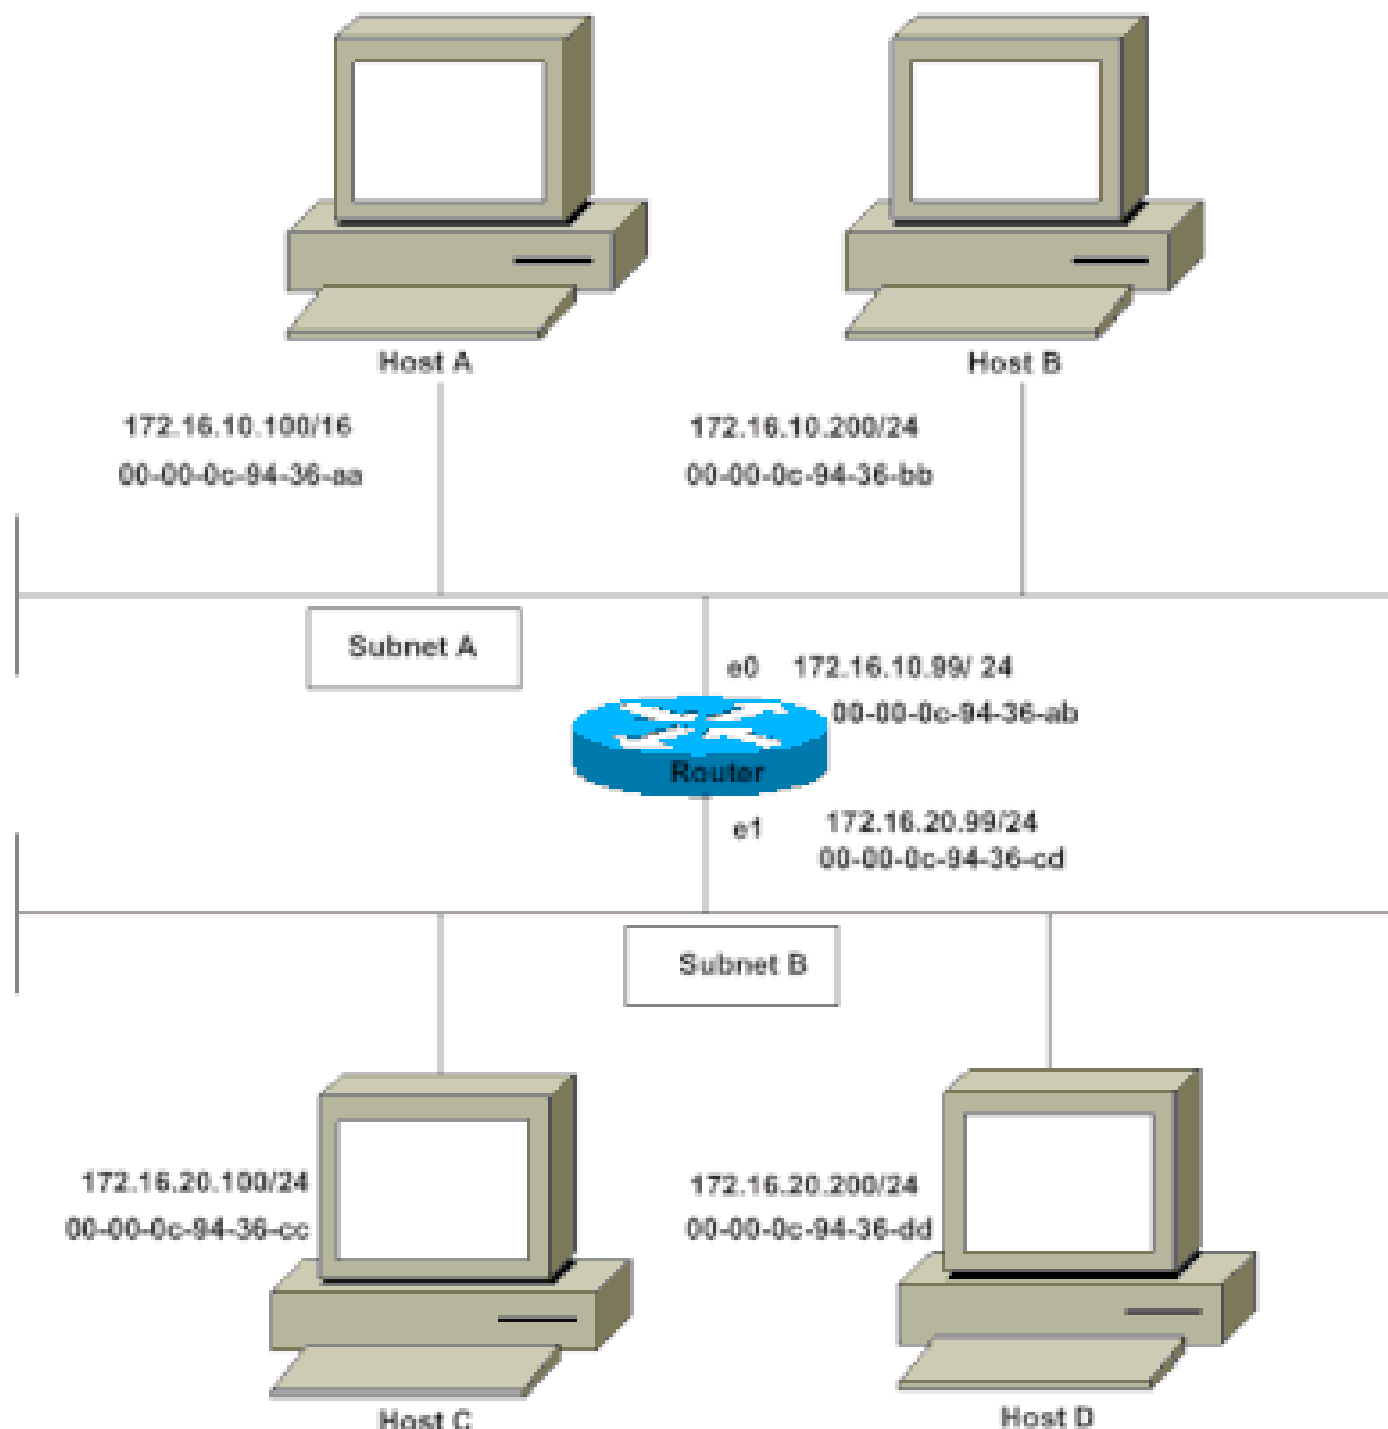 Host A
Host B
172.16.10.100/16
00-00-0c-94-36-aa
172.16.10.200/24
00-00-0c-94-36-bb
Subnet A
e0 172.16.10.99/ 24
00-00-0c-94-36-ab
Router
e1 172.16.20.99/24
00-00-0c-94-36-cd
Subnet B
172.16.20.100/24
00-00-0c-94-36-cc
172.16.20.200/24
00-00-0c-94-36-dd
Host C
Host D